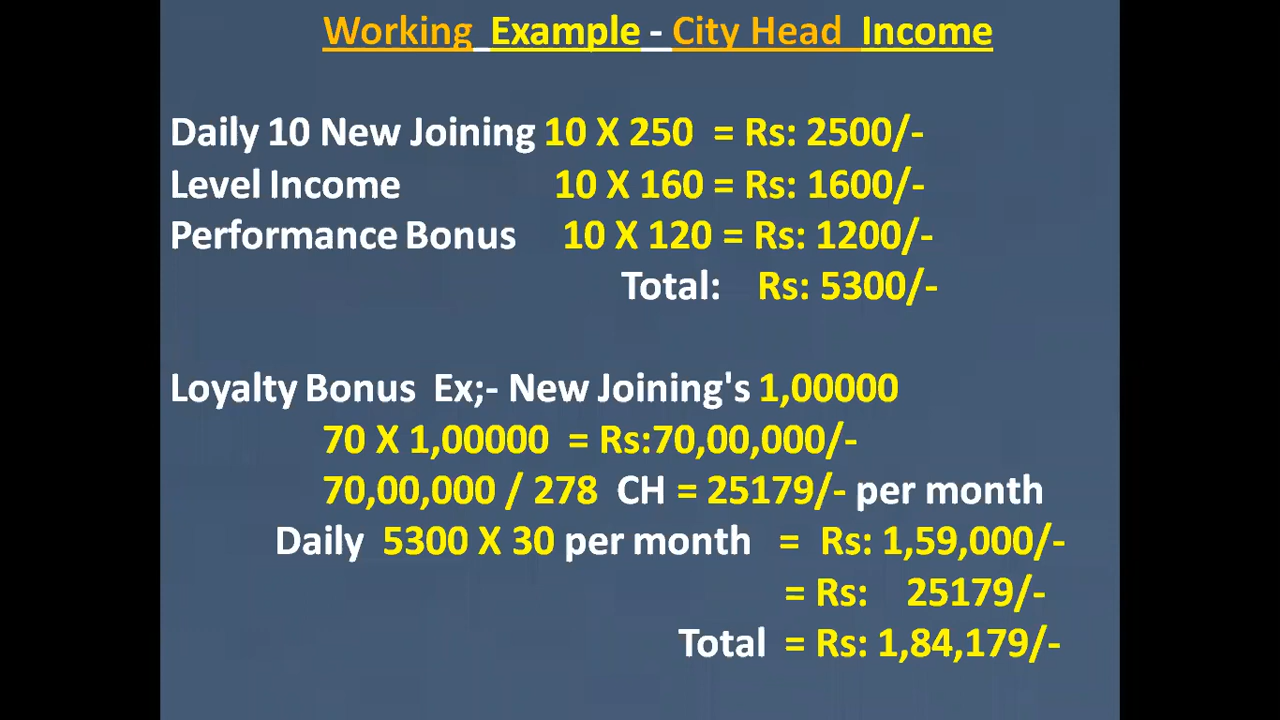 Working Example - City Head Income
Daily 10 New Joining 10 X 250 = Rs: 2500/-
Level Income 10 X 160 = Rs: 1600/-
Performance Bonus 10 X 120 = Rs: 1200/-
Total: Rs: 5300/-
Loyalty Bonus Ex;- New Joining's 1,00000
70 X 1,00000 = Rs:70,00,000/-
70,00,000 / 278 CH = 25179/- per month
Daily 5300 X 30 per month = Rs: 1,59,000/-
= Rs: 25179/-
Total = Rs: 1,84,179/-